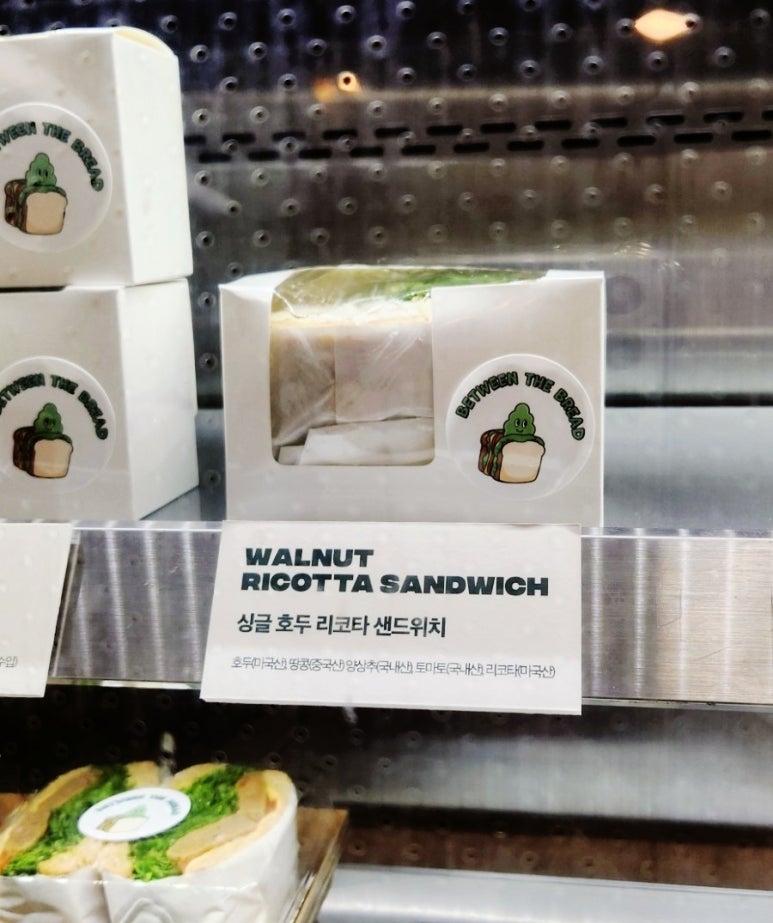 BETWEEN THE BREAD
BETWEEN THE BREAD
BETWEEN THE BREAD
WALNUT
RICOTTA SANDWICH
싱글 호두 리코타 샌드위치
호두(미국산), 땅콩(중국산) 양상추(국내산), 토마토(국내산), 리코타(미국산)
수입)